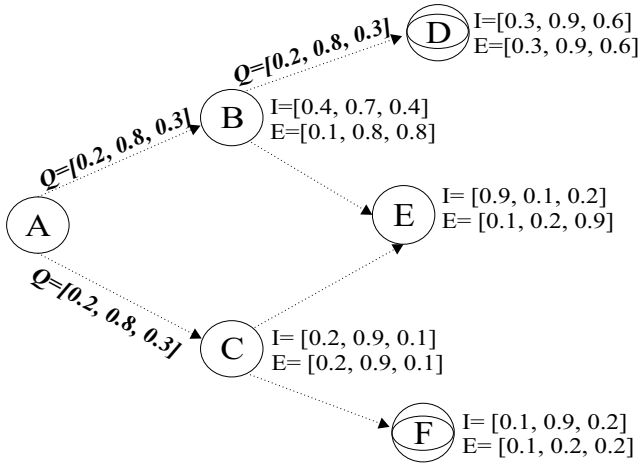 Q=[0.2, 0.8, 0.3]
D
I=[0.3, 0.9, 0.6]
E=[0.3, 0.9, 0.6]
Q=[0.2, 0.8, 0.3]
B
I=[0.4, 0.7, 0.4]
E=[0.1, 0.8, 0.8]
A
E
I= [0.9, 0.1, 0.2]
E= [0.1, 0.2, 0.9]
Q=[0.2, 0.8, 0.3]
C
I= [0.2, 0.9, 0.1]
E= [0.2, 0.9, 0.1]
F
I= [0.1, 0.9, 0.2]
E= [0.1, 0.2, 0.2]